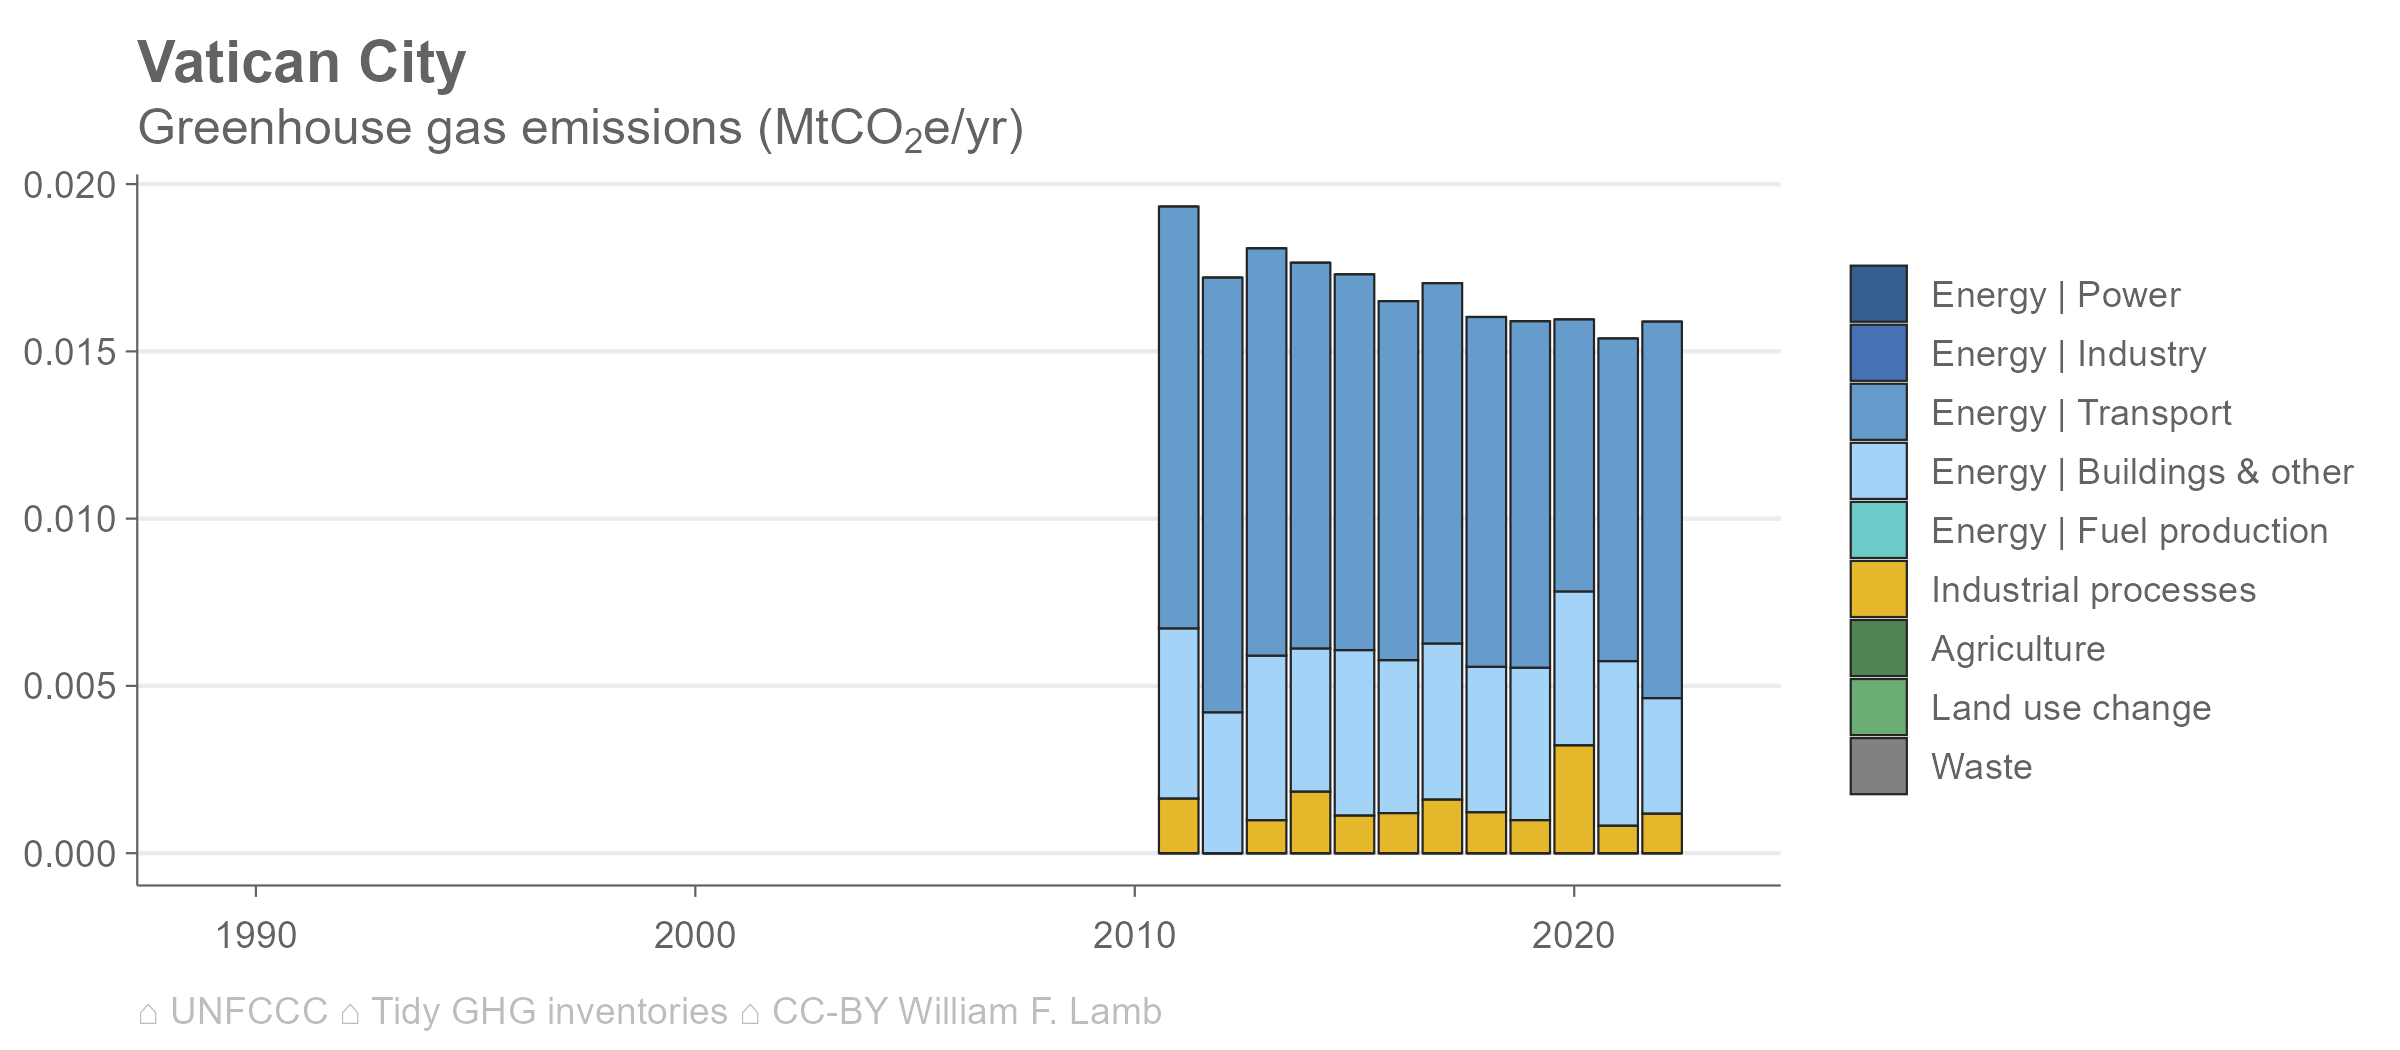 Vatican City
Greenhouse gas emissions (MtCO₂e/yr)
0.020
0.015
0.010
0.005
0.000
1990 2000 2010 2020
Energy | Power
Energy | Industry
Energy | Transport
Energy | Buildings & other
Energy | Fuel production
Industrial processes
Agriculture
Land use change
Waste
⌂ UNFCCC ⌂ Tidy GHG inventories ⌂ CC-BY William F. Lamb